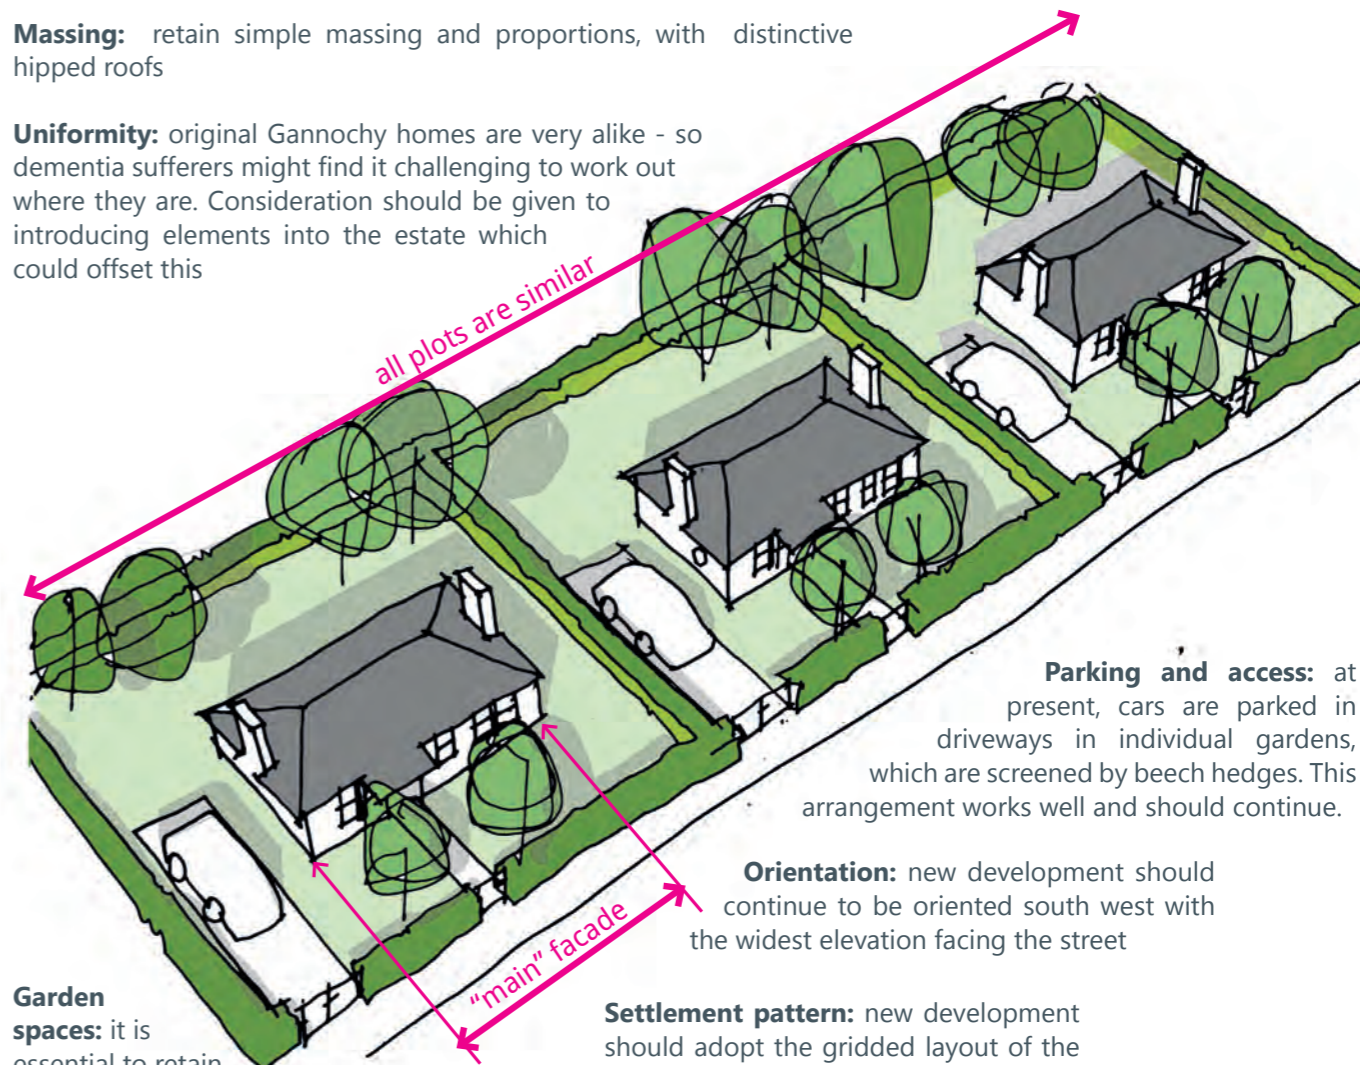 Massing: retain simple massing and proportions, with distinctive
hipped roofs
Uniformity: original Gannochy homes are very alike - so
dementia sufferers might find it challenging to work out
where they are. Consideration should be given to
introducing elements into the estate which
could offset this
all plots are similar
Parking and access: at
present, cars are parked in
driveways in individual gardens,
which are screened by beech hedges. This
arrangement works well and should continue.
Orientation: new development should
continue to be oriented south west with
the widest elevation facing the street
"main" facade
Garden
spaces: it is
essential to retain
Settlement pattern: new development
should adopt the gridded layout of the